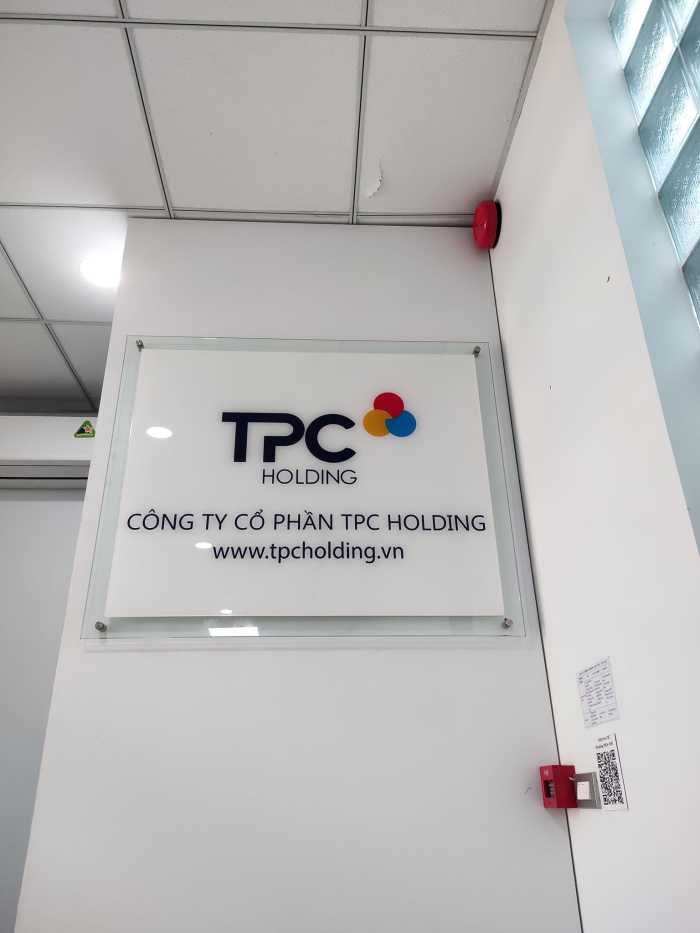 TPC
HOLDING
CÔNG TY CỔ PHẦN TPC HOLDING
www.tpcholding.vn